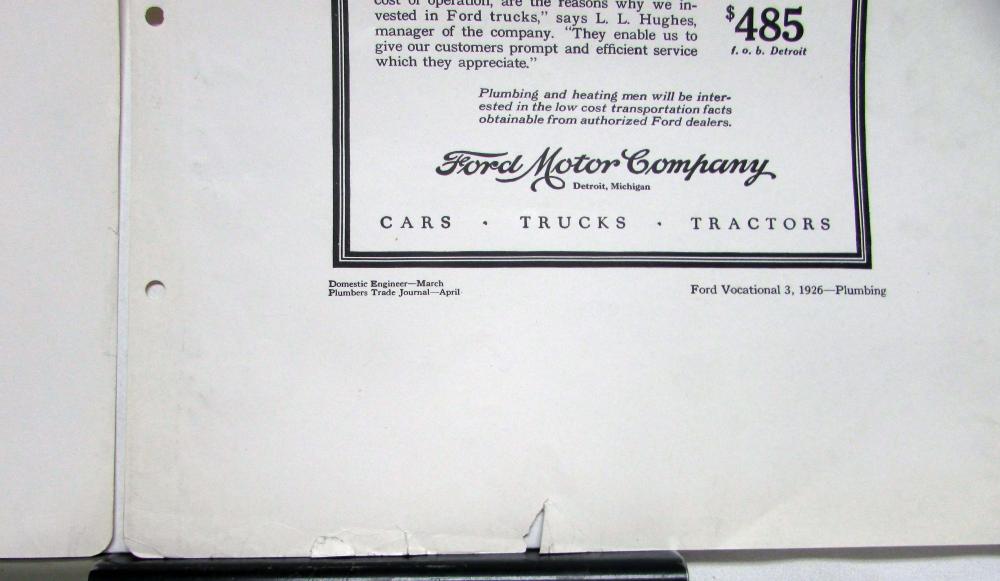 cost of operation, are the reasons why we in-
vested in Ford trucks,” says L. L. Hughes,
manager of the company. “They enable us to
give our customers prompt and efficient service
which they appreciate.”
$485
f. o. b. Detroit
Plumbing and heating men will be inter-
ested in the low cost transportation facts
obtainable from authorized Ford dealers.
Ford Motor Company
Detroit, Michigan
CARS · TRUCKS · TRACTORS
Domestic Engineer—March
Plumbers Trade Journal—April
Ford Vocational 3, 1926—Plumbing